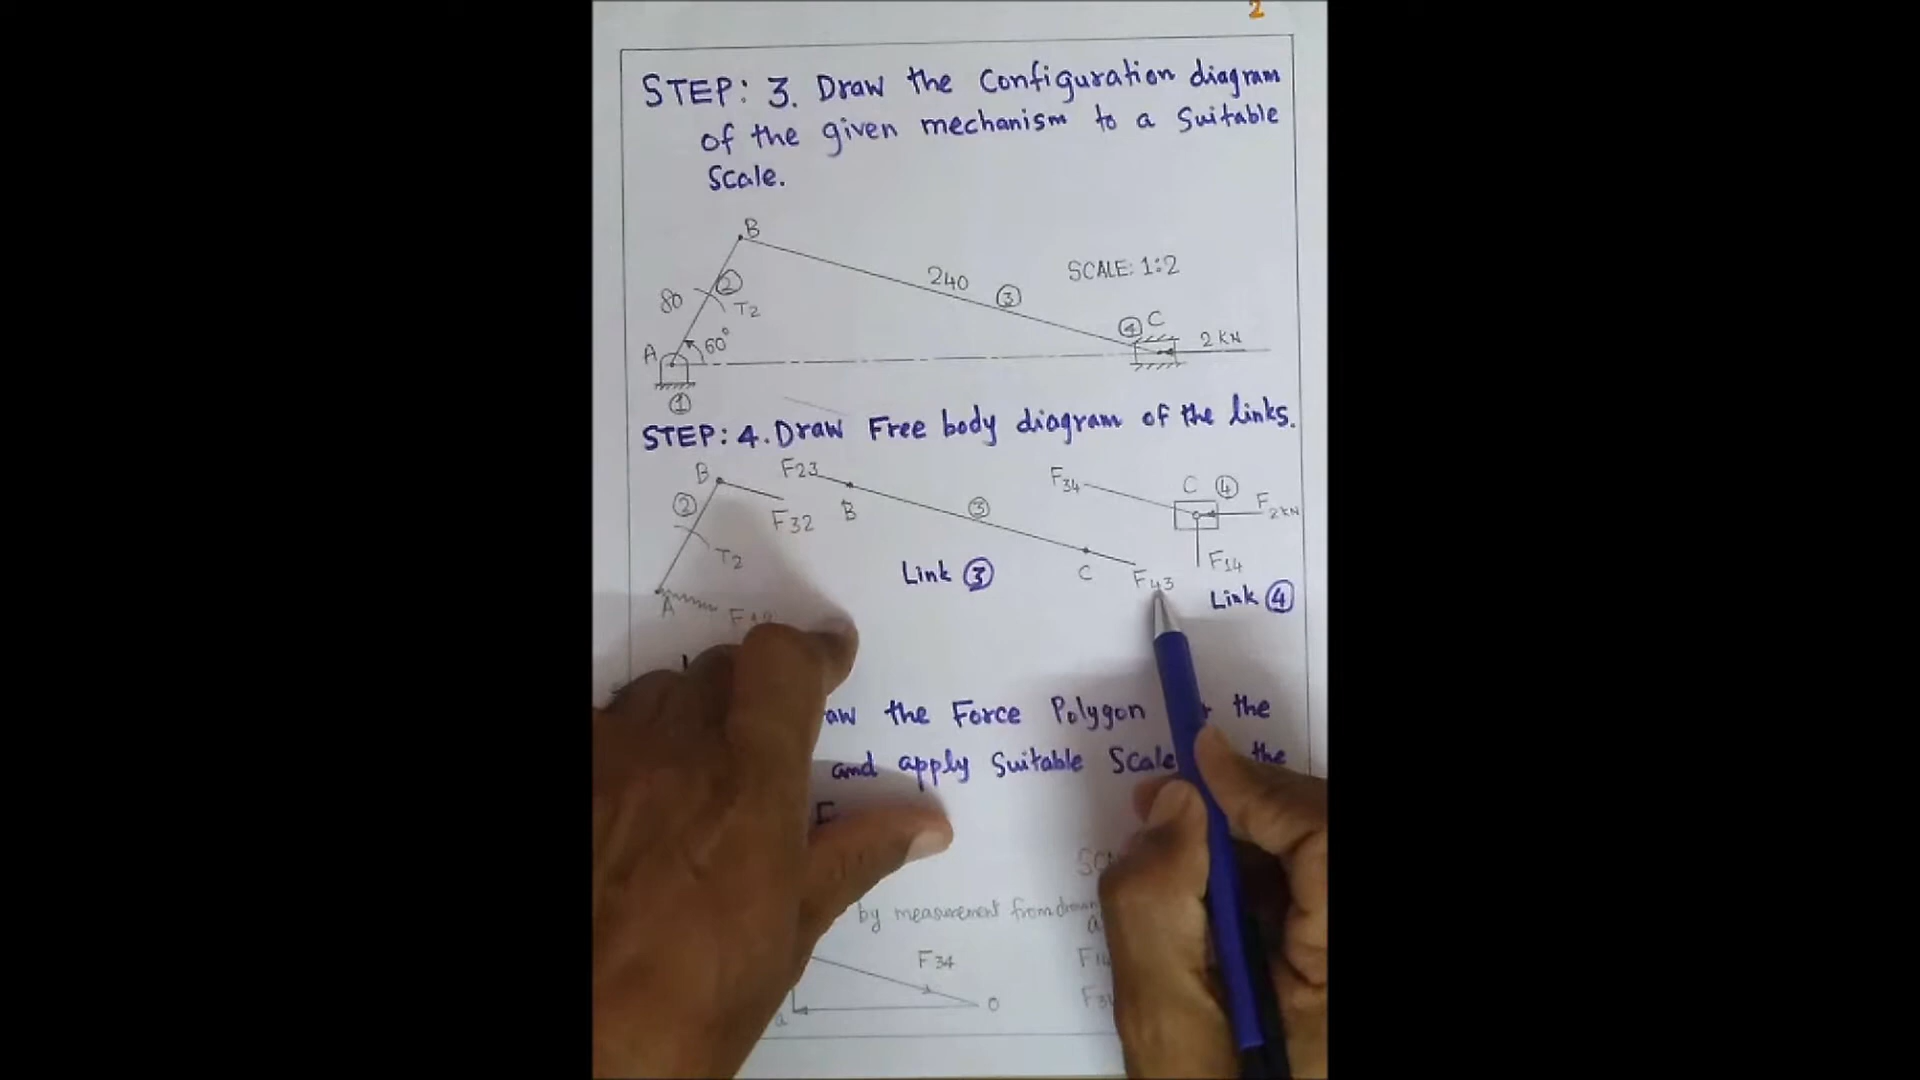 2
STEP: 3. Draw the Configuration diagram
of the given mechanism to a Suitable
Scale.
B
240
SCALE: 1:2
80
2
T2
3
4
C
2 KN
A
60°
1
STEP: 4. Draw Free body diagram of the links.
B
F23
F34
C
4
2
F32
B
3
F2KN
T2
F14
Link 3
C
F43
Link 4
A
the Force Polygon
the
and apply Suitable Scale
the
by measurement from
F34
O
a